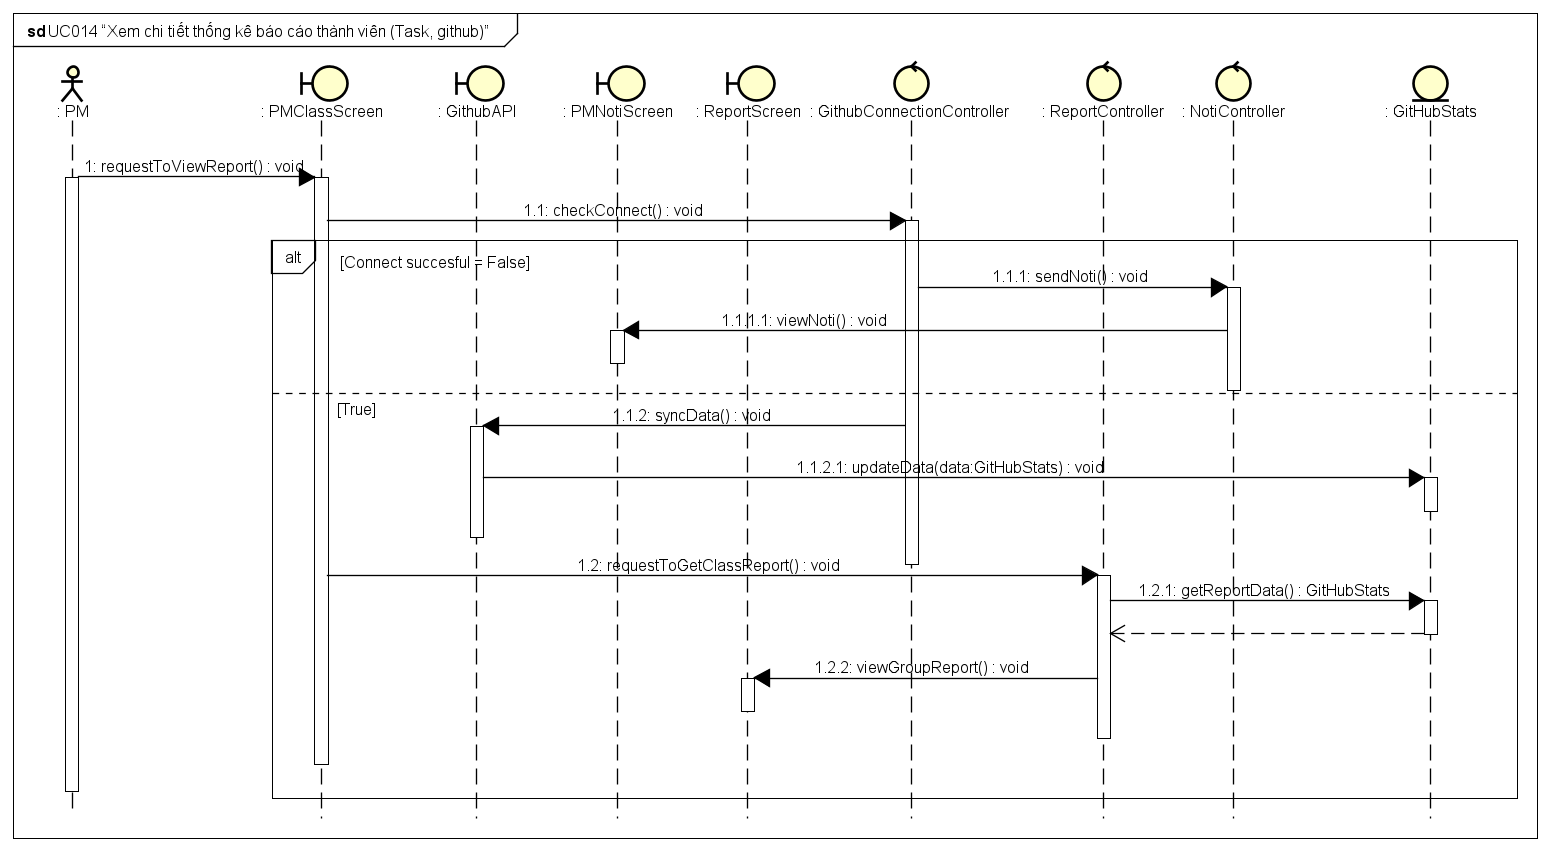 sd UC014 “Xem chi tiết thống kê báo cáo thành viên (Task, github)”
: PM
: PMClassScreen
: GithubAPI
: PMNotiScreen
: ReportScreen
: GithubConnectionController
: ReportController
: NotiController
: GitHubStats
1: requestToViewReport() : void
1.1: checkConnect() : void
alt
[Connect succesful = False]
1.1.1: sendNoti() : void
1.1.1.1: viewNoti() : void
[True]
1.1.2: syncData() : void
1.1.2.1: updateData(data:GitHubStats) : void
1.2: requestToGetClassReport() : void
1.2.1: getReportData() : GitHubStats
1.2.2: viewGroupReport() : void